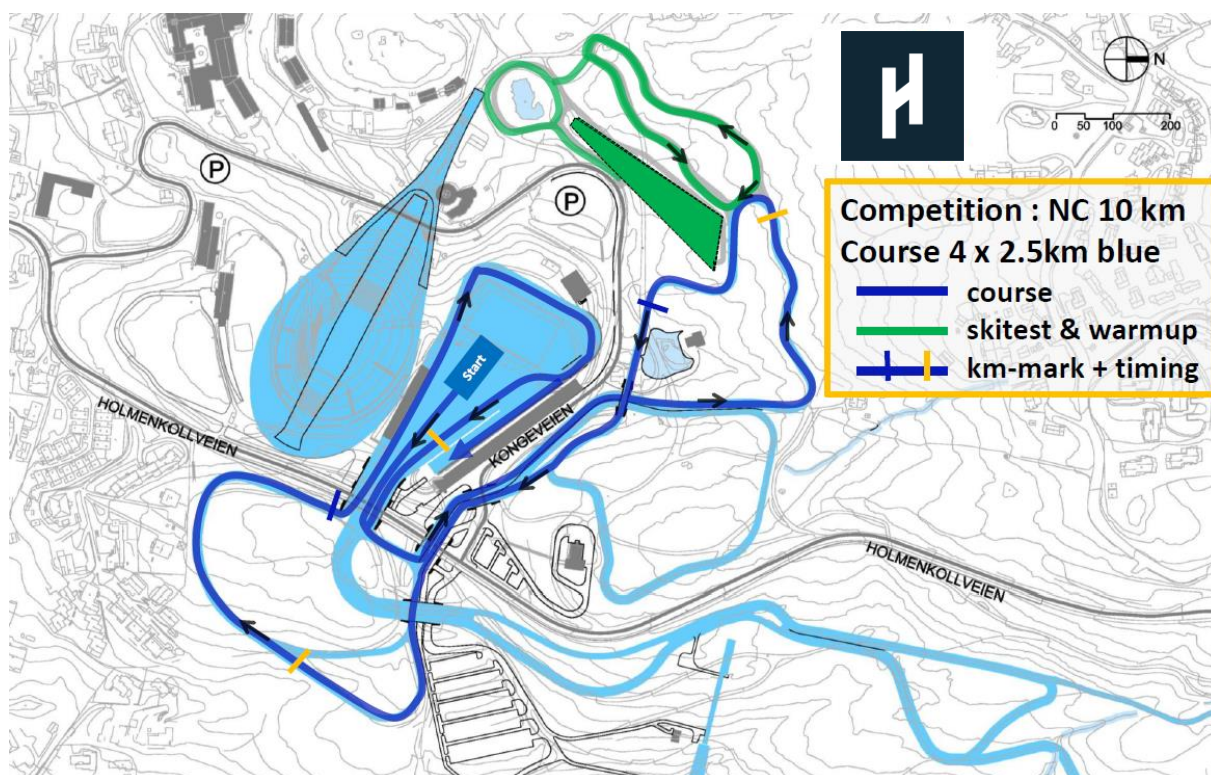 H
N
0 50 100 200
P
P
Competition : NC 10 km
Course 4 x 2.5km blue
course
skitest & warmup
km-mark + timing
Start
HOLMENKOLLVEIEN
KONGEVEIEN
HOLMENKOLLVEIEN